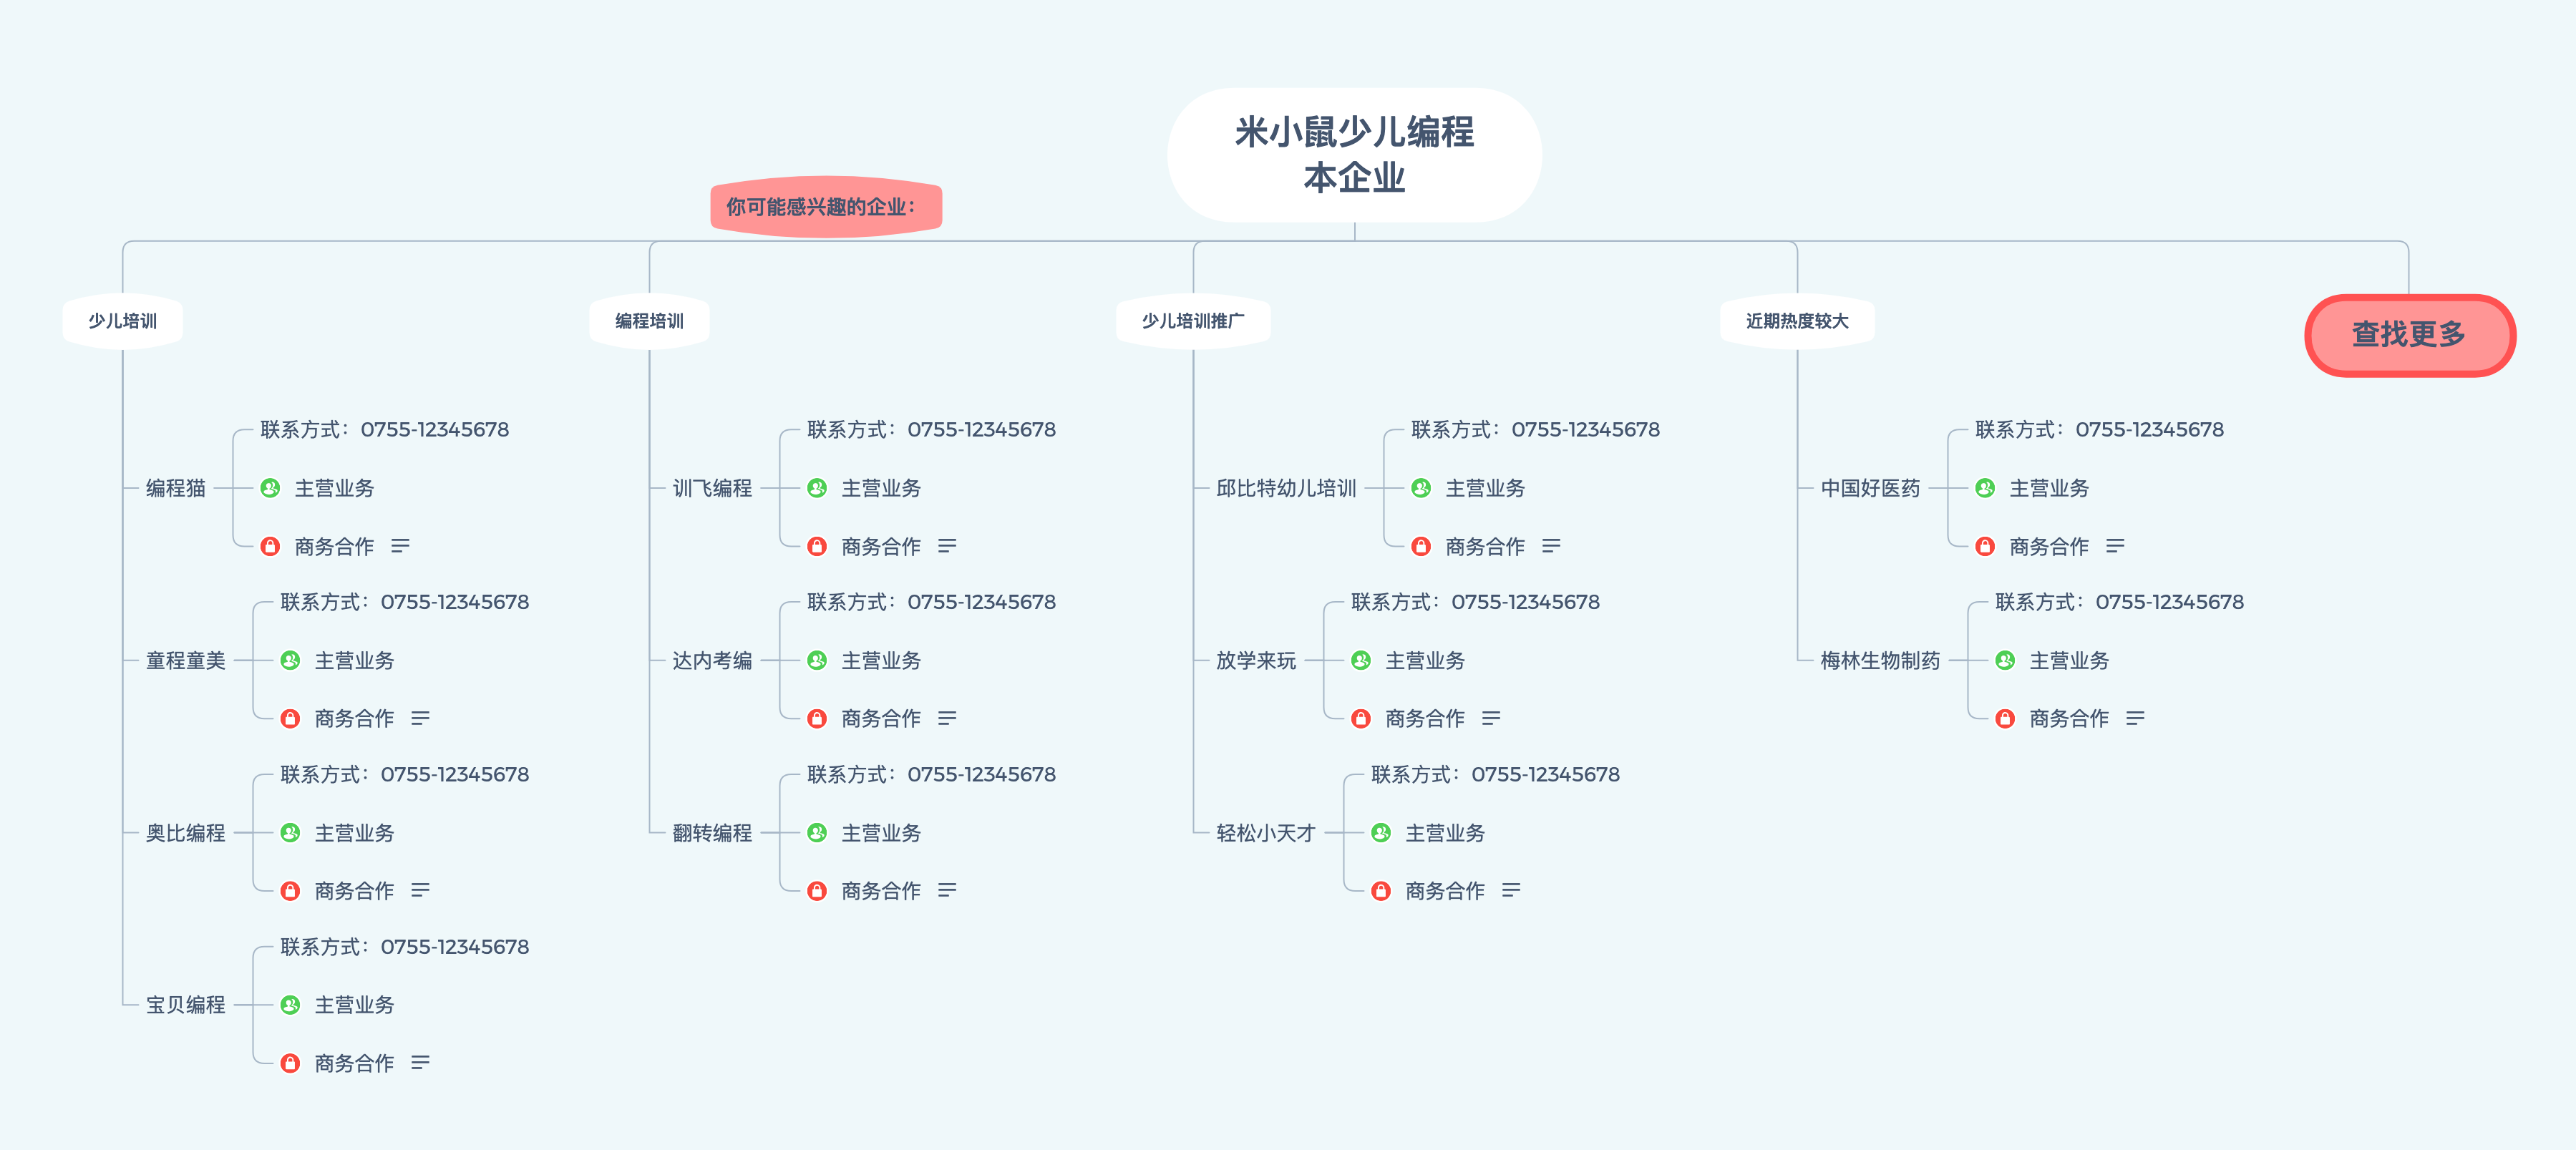 米小鼠少儿编程
本企业
你可能感兴趣的企业：
少儿培训
编程猫
联系方式：0755-12345678
主营业务
商务合作
童程童美
联系方式：0755-12345678
主营业务
商务合作
奥比编程
联系方式：0755-12345678
主营业务
商务合作
宝贝编程
联系方式：0755-12345678
主营业务
商务合作
编程培训
训飞编程
联系方式：0755-12345678
主营业务
商务合作
达内考编
联系方式：0755-12345678
主营业务
商务合作
翻转编程
联系方式：0755-12345678
主营业务
商务合作
少儿培训推广
邱比特幼儿培训
联系方式：0755-12345678
主营业务
商务合作
放学来玩
联系方式：0755-12345678
主营业务
商务合作
轻松小天才
联系方式：0755-12345678
主营业务
商务合作
近期热度较大
中国好医药
联系方式：0755-12345678
主营业务
商务合作
梅林生物制药
联系方式：0755-12345678
主营业务
商务合作
查找更多